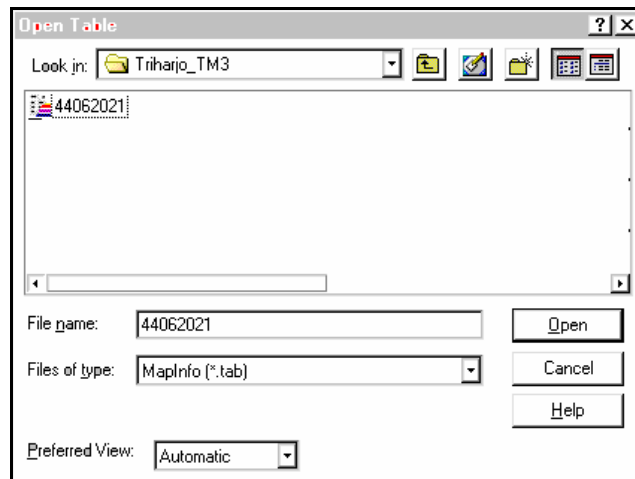 Open Table
Look in: Triharjo_TM3
44062021
File name: 44062021 Open
Files of type: MapInfo (*.tab) Cancel
Help
Preferred View: Automatic